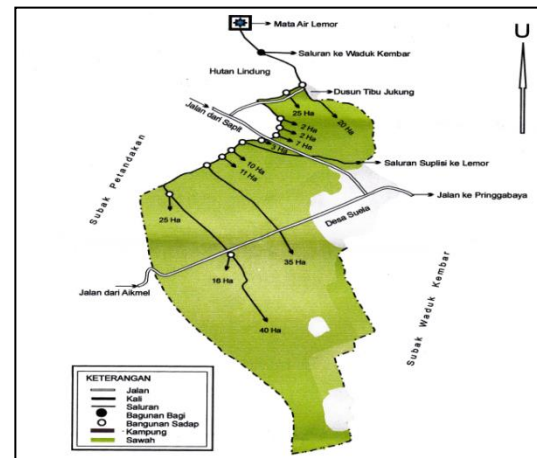 Mata Air Lemor
U
Saluran ke Waduk Kembar
Hutan Lindung
Dusun Tibu Jukung
25 Ha
20 Ha
Jalan dari Sapit
2 Ha
2 Ha
7 Ha
5 Ha
10 Ha
11 Ha
Saluran Suplisi ke Lemor
Subak Petandakan
Jalan ke Pringgabaya
Desa Suela
25 Ha
35 Ha
16 Ha
Jalan dari Aikmel
Subak Waduk Kembar
40 Ha
KETERANGAN
Jalan
Kali
Saluran
Bagunan Bagi
Bangunan Sadap
Kampung
Sawah